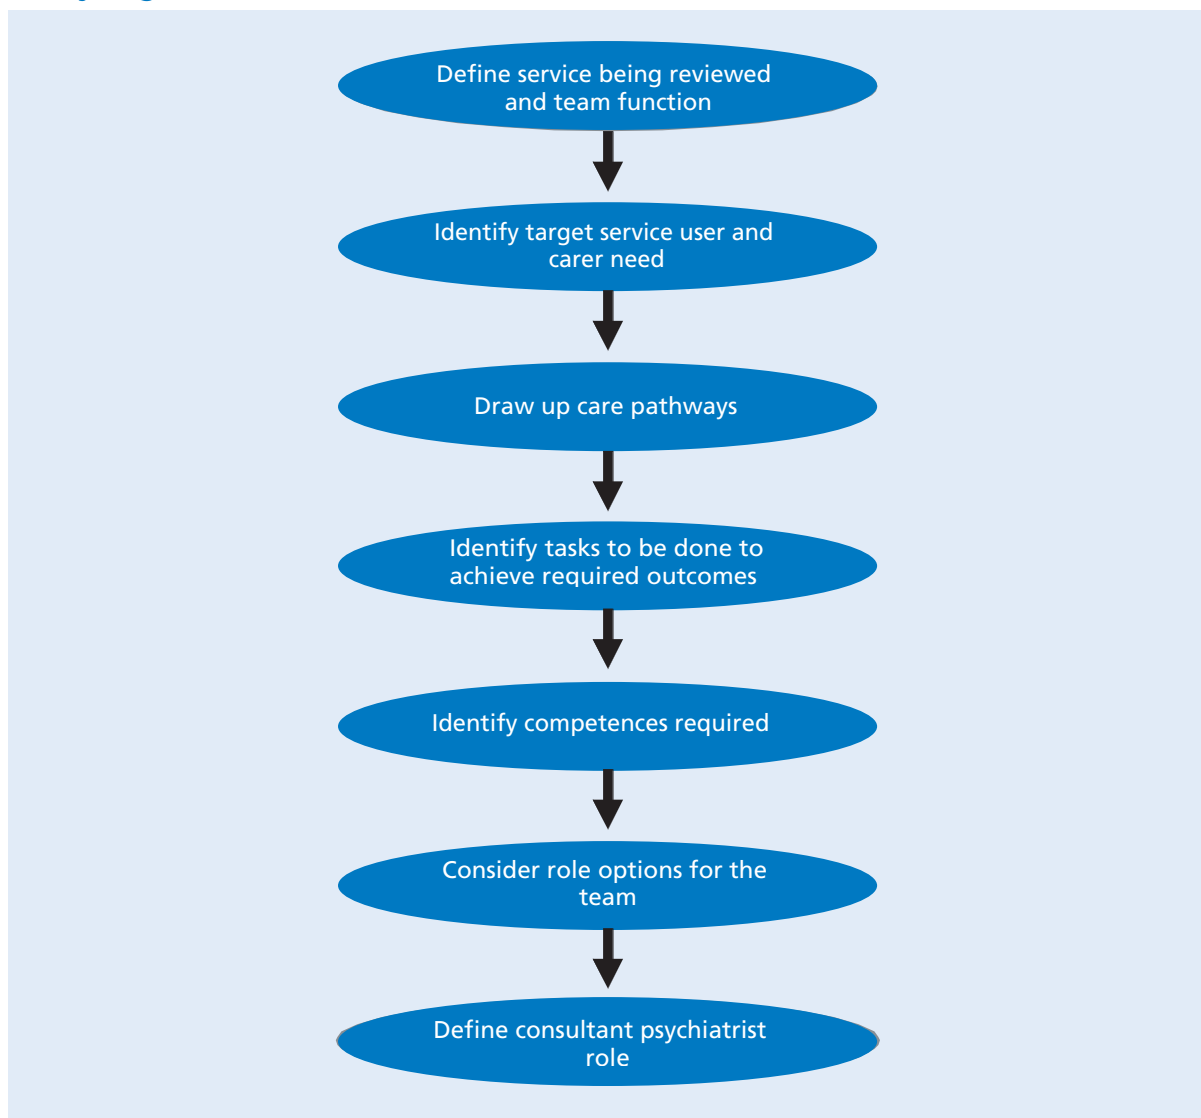 Define service being reviewed
and team function
Identify target service user and
carer need
Draw up care pathways
Identify tasks to be done to
achieve required outcomes
Identify competences required
Consider role options for the
team
Define consultant psychiatrist
role